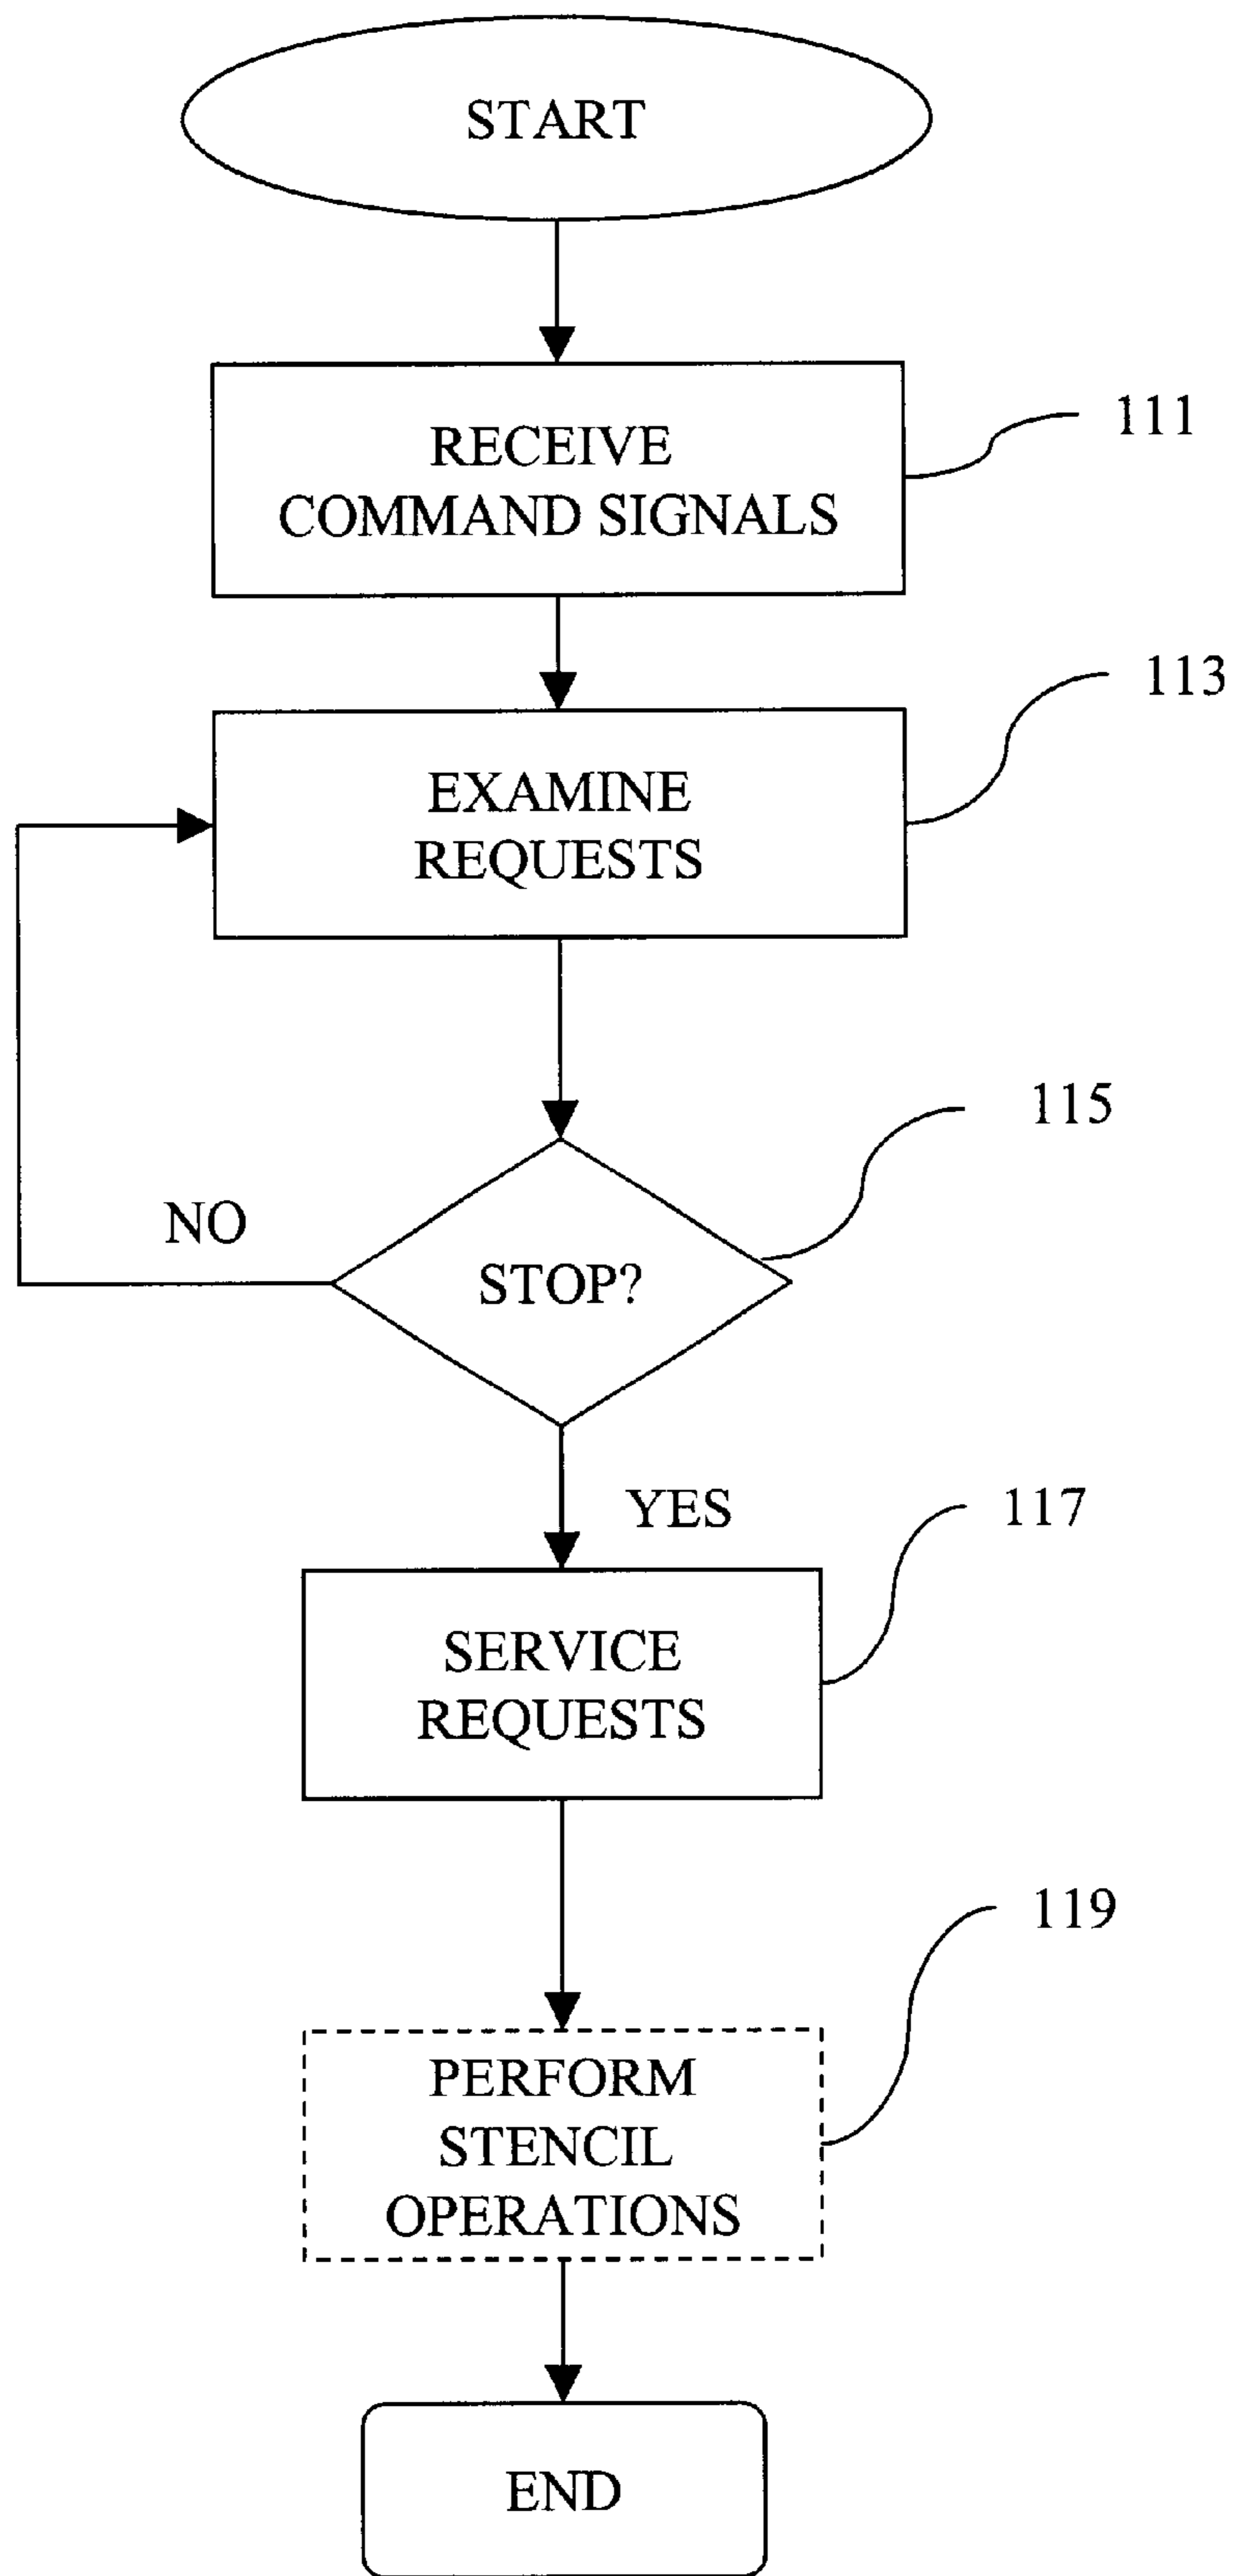 START
RECEIVE
COMMAND SIGNALS
111
EXAMINE
REQUESTS
113
STOP?
115
NO
YES
SERVICE
REQUESTS
117
PERFORM
STENCIL
OPERATIONS
119
END